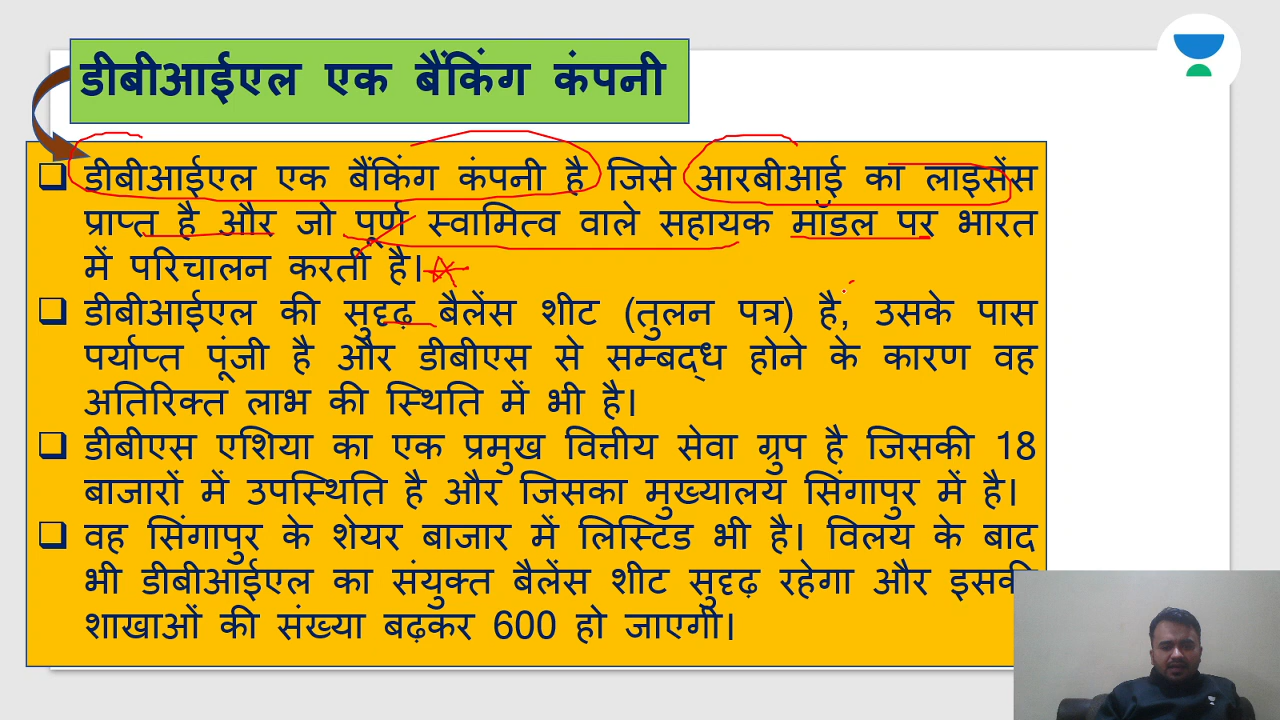 डीबीआईएल एक बैंकिंग कंपनी
डीबीआईएल एक बैंकिंग कंपनी है जिसे आरबीआई का लाइसेंस
प्राप्त है और जो पूर्ण स्वामित्व वाले सहायक मॉडल पर भारत
में परिचालन करती है।
डीबीआईएल की सुदृढ़ बैलेंस शीट (तुलन पत्र) है, उसके पास
पर्याप्त पूंजी है और डीबीएस से सम्बद्ध होने के कारण वह
अतिरिक्त लाभ की स्थिति में भी है।
डीबीएस एशिया का एक प्रमुख वित्तीय सेवा ग्रुप है जिसकी 18
बाजारों में उपस्थिति है और जिसका मुख्यालय सिंगापुर में है।
वह सिंगापुर के शेयर बाजार में लिस्टिड भी है। विलय के बाद
भी डीबीआईएल का संयुक्त बैलेंस शीट सुदृढ़ रहेगा और इसकी
शाखाओं की संख्या बढ़कर 600 हो जाएगी।